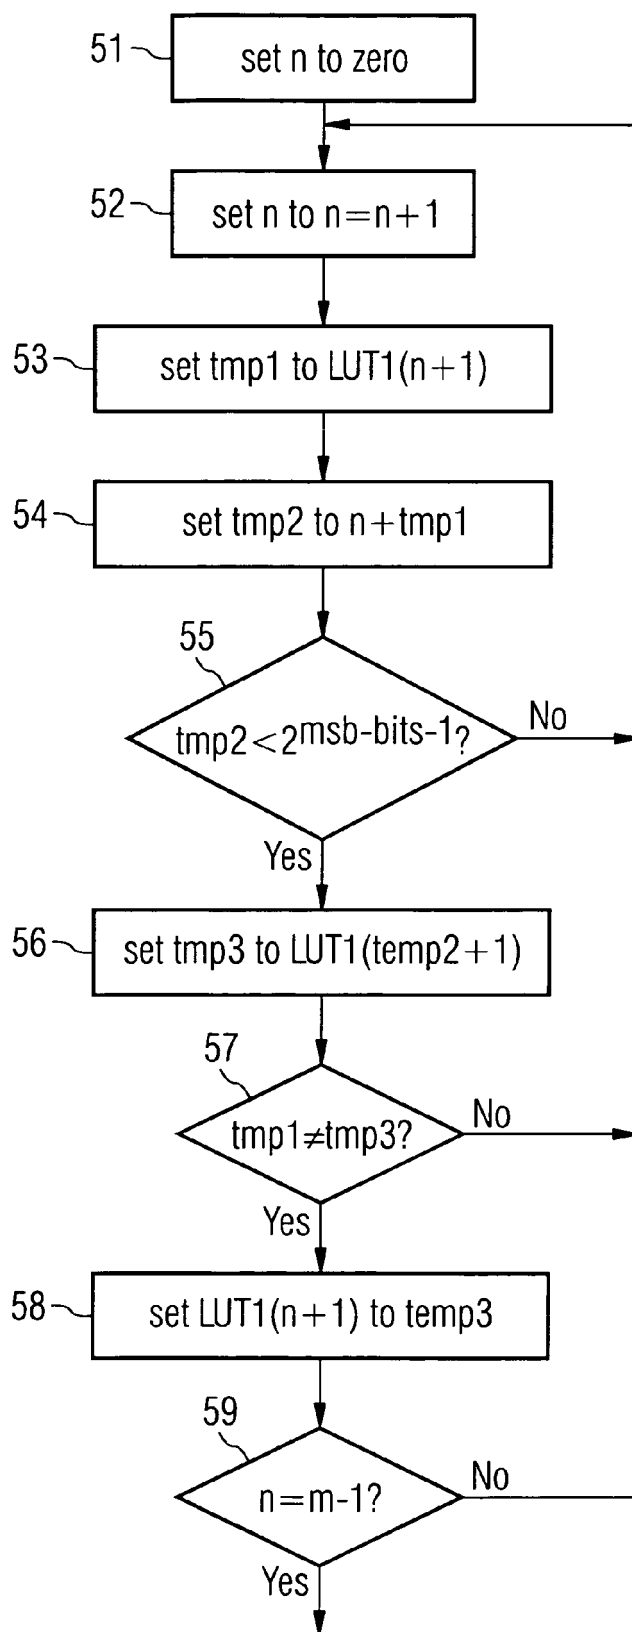 51
set n to zero
52
set n to n=n+1
53
set tmp1 to LUT1(n+1)
54
set tmp2 to n+tmp1
55
tmp2<2^msb-bits-1?
No
Yes
56
set tmp3 to LUT1(temp2+1)
57
tmp1≠tmp3?
No
Yes
58
set LUT1(n+1) to temp3
59
n=m-1?
No
Yes